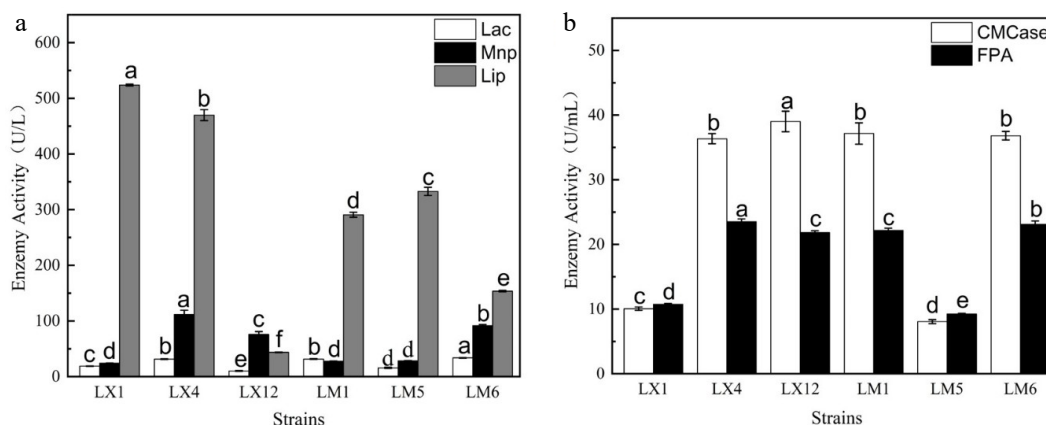 a
Lac
Mnp
Lip
600
500
400
300
200
100
0
Enzemy Activity（U/L）
c d a
b a b
e c f
b d d
d d c
a b e
LX1 LX4 LX12 LM1 LM5 LM6
Strains
b
CMCase
FPA
50
40
30
20
10
0
Enzemy Activity（U/mL）
c d
b a
a c
b c
d e
b b
LX1 LX4 LX12 LM1 LM5 LM6
Strains